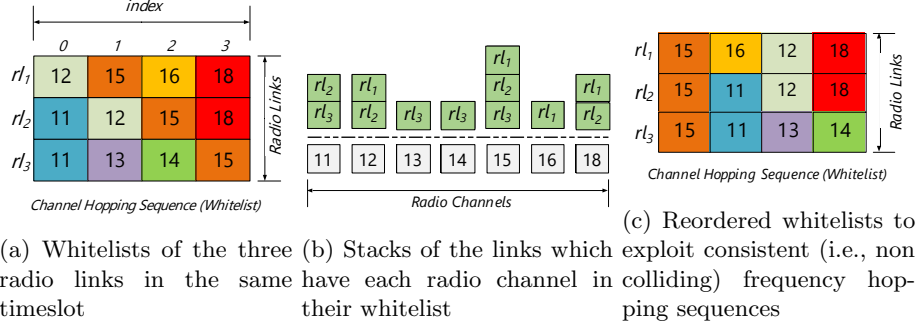 index
0 1 2 3
rl1 12 15 16 18
rl2 11 12 15 18
rl3 11 13 14 15
Radio Links
Channel Hopping Sequence (Whitelist)
(a) Whitelists of the three
radio links in the same
timeslot
rl1
rl2 rl1 rl2 rl1
rl3 rl2 rl3 rl3 rl3 rl1 rl2
11 12 13 14 15 16 18
Radio Channels
(b) Stacks of the links which
have each radio channel in
their whitelist
rl1 15 16 12 18
rl2 15 11 12 18
rl3 15 11 13 14
Radio Links
Channel Hopping Sequence (Whitelist)
(c) Reordered whitelists to
exploit consistent (i.e., non
colliding) frequency hop-
ping sequences